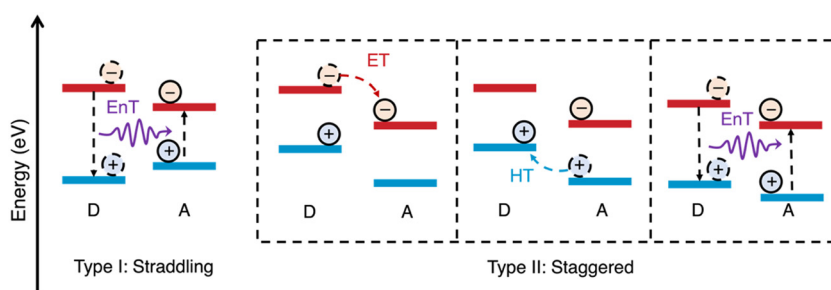 Energy (eV)
EnT
D
A
Type I: Straddling
ET
D
A
HT
D
A
EnT
D
A
Type II: Staggered